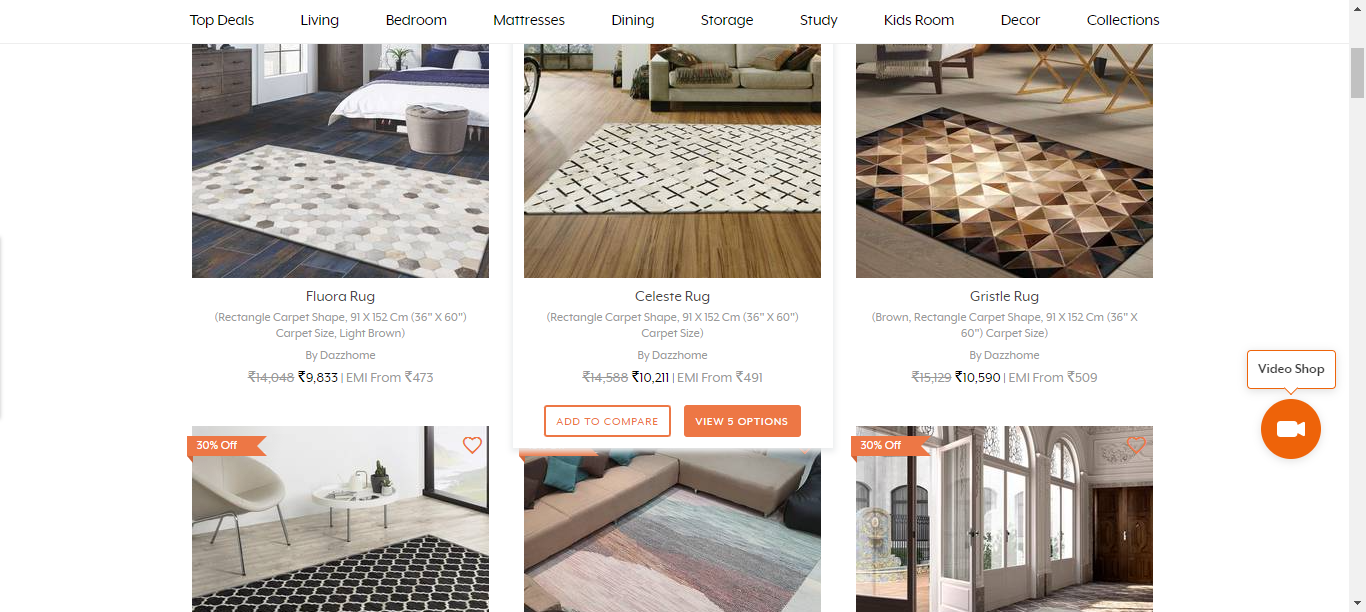 Top Deals Living Bedroom Mattresses Dining Storage Study Kids Room Decor Collections
Fluora Rug
(Rectangle Carpet Shape, 91 X 152 Cm (36" X 60")
Carpet Size, Light Brown)
By Dazzhome
₹14,048 ₹9,833 | EMI From ₹473
Celeste Rug
(Rectangle Carpet Shape, 91 X 152 Cm (36" X 60")
Carpet Size)
By Dazzhome
₹14,588 ₹10,211 | EMI From ₹491
ADD TO COMPARE
VIEW 5 OPTIONS
Gristle Rug
(Brown, Rectangle Carpet Shape, 91 X 152 Cm (36" X
60") Carpet Size)
By Dazzhome
₹15,129 ₹10,590 | EMI From ₹509
Video Shop
30% Off
30% Off